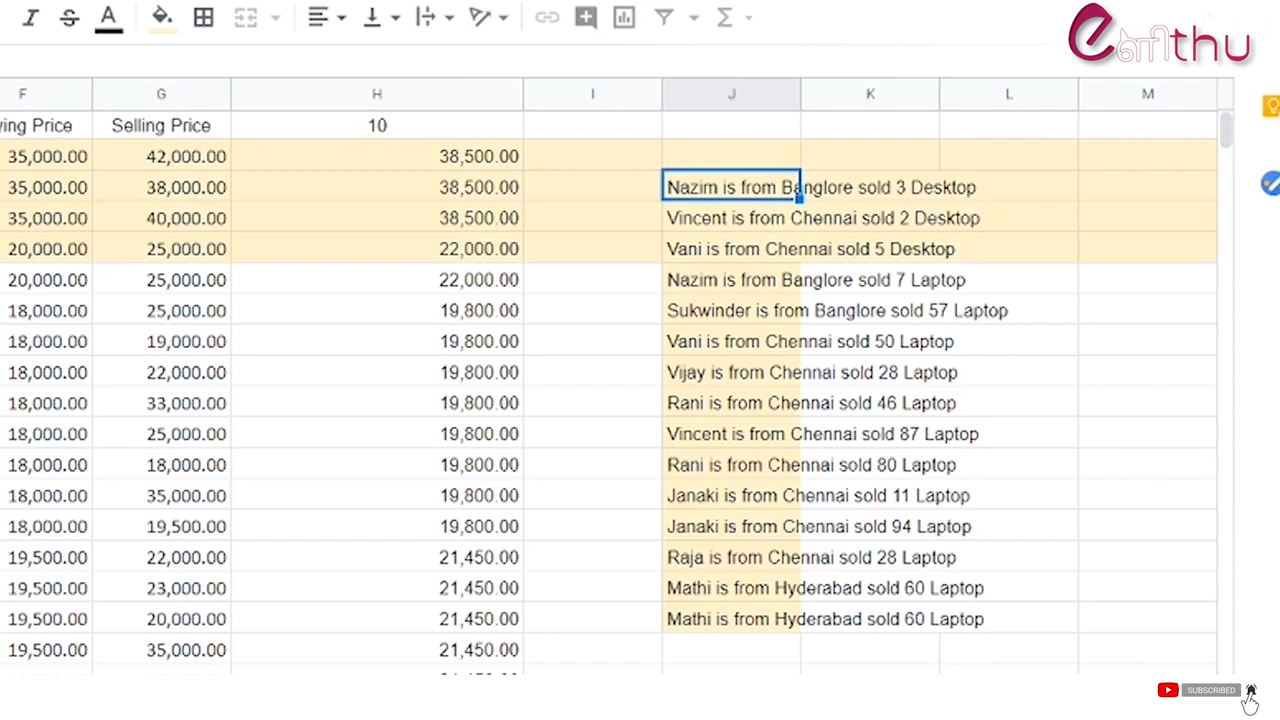 eளிthu
F G H I J K L M
ying Price Selling Price 10
35,000.00 42,000.00 38,500.00
35,000.00 38,000.00 38,500.00 Nazim is from Banglore sold 3 Desktop
35,000.00 40,000.00 38,500.00 Vincent is from Chennai sold 2 Desktop
20,000.00 25,000.00 22,000.00 Vani is from Chennai sold 5 Desktop
20,000.00 25,000.00 22,000.00 Nazim is from Banglore sold 7 Laptop
18,000.00 25,000.00 19,800.00 Sukwinder is from Banglore sold 57 Laptop
18,000.00 19,000.00 19,800.00 Vani is from Chennai sold 50 Laptop
18,000.00 22,000.00 19,800.00 Vijay is from Chennai sold 28 Laptop
18,000.00 33,000.00 19,800.00 Rani is from Chennai sold 46 Laptop
18,000.00 25,000.00 19,800.00 Vincent is from Chennai sold 87 Laptop
18,000.00 18,000.00 19,800.00 Rani is from Chennai sold 80 Laptop
18,000.00 35,000.00 19,800.00 Janaki is from Chennai sold 11 Laptop
18,000.00 19,500.00 19,800.00 Janaki is from Chennai sold 94 Laptop
19,500.00 22,000.00 21,450.00 Raja is from Chennai sold 28 Laptop
19,500.00 23,000.00 21,450.00 Mathi is from Hyderabad sold 60 Laptop
19,500.00 20,000.00 21,450.00 Mathi is from Hyderabad sold 60 Laptop
19,500.00 35,000.00 21,450.00
SUBSCRIBED